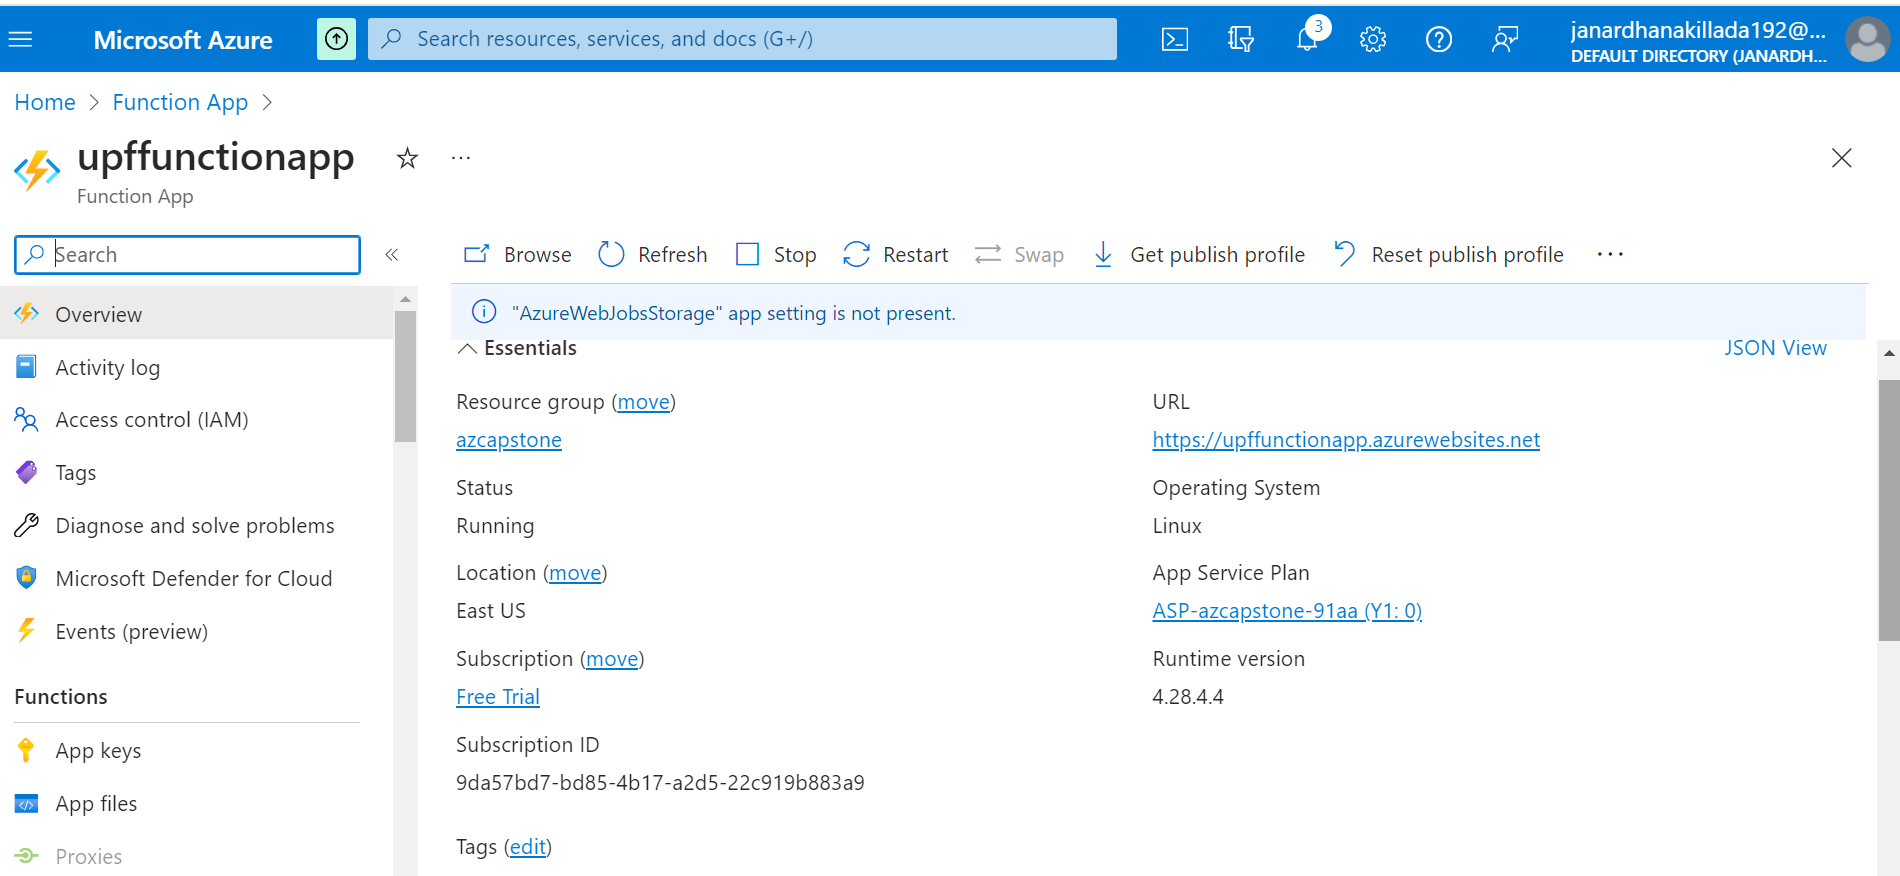 Microsoft Azure
Search resources, services, and docs (G+/)
3
janardhanakillada192@...
DEFAULT DIRECTORY (JANARDH...
Home > Function App >
upffunctionapp
...
Function App
Search
«
Browse
Refresh
Stop
Restart
Swap
Get publish profile
Reset publish profile
...
Overview
Activity log
Access control (IAM)
Tags
Diagnose and solve problems
Microsoft Defender for Cloud
Events (preview)
Functions
App keys
App files
Proxies
"AzureWebJobsStorage" app setting is not present.
Essentials
JSON View
Resource group (move)
azcapstone
Status
Running
Location (move)
East US
Subscription (move)
Free Trial
Subscription ID
9da57bd7-bd85-4b17-a2d5-22c919b883a9
Tags (edit)
URL
https://upffunctionapp.azurewebsites.net
Operating System
Linux
App Service Plan
ASP-azcapstone-91aa (Y1: 0)
Runtime version
4.28.4.4